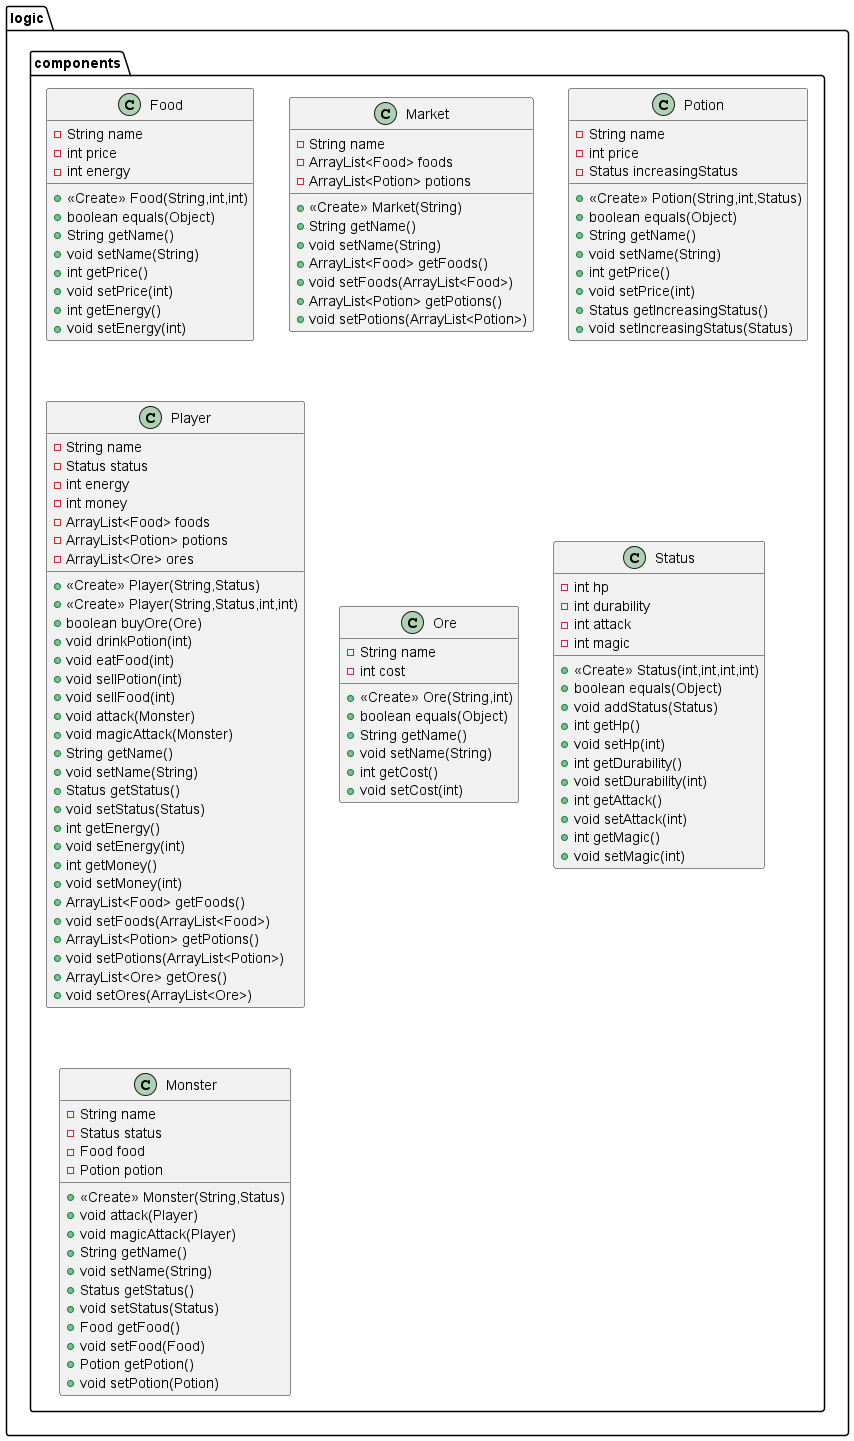 logic
components
C Food
String name
int price
int energy
«Create» Food(String,int,int)
boolean equals(Object)
String getName()
void setName(String)
int getPrice()
void setPrice(int)
int getEnergy()
void setEnergy(int)
C Market
String name
ArrayList<Food> foods
ArrayList<Potion> potions
«Create» Market(String)
String getName()
void setName(String)
ArrayList<Food> getFoods()
void setFoods(ArrayList<Food>)
ArrayList<Potion> getPotions()
void setPotions(ArrayList<Potion>)
C Potion
String name
int price
Status increasingStatus
«Create» Potion(String,int,Status)
boolean equals(Object)
String getName()
void setName(String)
int getPrice()
void setPrice(int)
Status getIncreasingStatus()
void setIncreasingStatus(Status)
C Player
String name
Status status
int energy
int money
ArrayList<Food> foods
ArrayList<Potion> potions
ArrayList<Ore> ores
«Create» Player(String,Status)
«Create» Player(String,Status,int,int)
boolean buyOre(Ore)
void drinkPotion(int)
void eatFood(int)
void sellPotion(int)
void sellFood(int)
void attack(Monster)
void magicAttack(Monster)
String getName()
void setName(String)
Status getStatus()
void setStatus(Status)
int getEnergy()
void setEnergy(int)
int getMoney()
void setMoney(int)
ArrayList<Food> getFoods()
void setFoods(ArrayList<Food>)
ArrayList<Potion> getPotions()
void setPotions(ArrayList<Potion>)
ArrayList<Ore> getOres()
void setOres(ArrayList<Ore>)
C Ore
String name
int cost
«Create» Ore(String,int)
boolean equals(Object)
String getName()
void setName(String)
int getCost()
void setCost(int)
C Status
int hp
int durability
int attack
int magic
«Create» Status(int,int,int,int)
boolean equals(Object)
void addStatus(Status)
int getHp()
void setHp(int)
int getDurability()
void setDurability(int)
int getAttack()
void setAttack(int)
int getMagic()
void setMagic(int)
C Monster
String name
Status status
Food food
Potion potion
«Create» Monster(String,Status)
void attack(Player)
void magicAttack(Player)
String getName()
void setName(String)
Status getStatus()
void setStatus(Status)
Food getFood()
void setFood(Food)
Potion getPotion()
void setPotion(Potion)